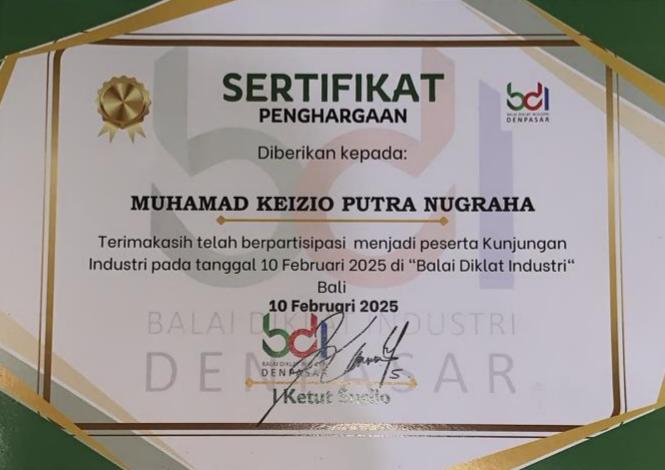 SERTIFIKAT
PENGHARGAAN
bdi
BALAI DIKLAT INDUSTRI
DENPASAR
Diberikan kepada:
MUHAMAD KEIZIO PUTRA NUGRAHA
Terimakasih telah berpartisipasi menjadi peserta Kunjungan
Industri pada tanggal 10 Februari 2025 di "Balai Diklat Industri"
Bali
10 Februari 2025
BALAI DIKLAT INDUSTRI
DENPASAR
bdi
BALAI DIKLAT INDUSTRI
DENPASAR
I Ketut